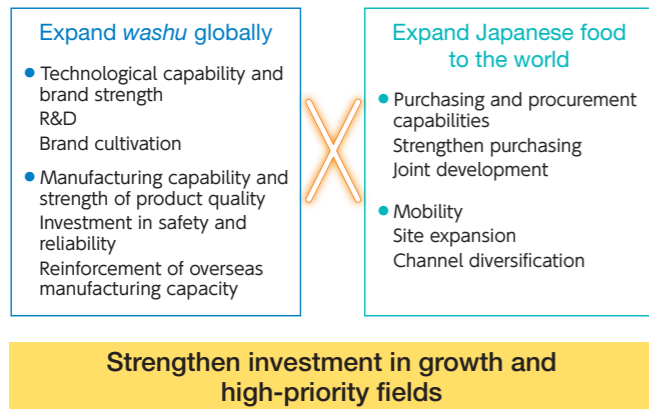 Expand washu globally
• Technological capability and
brand strength
R&D
Brand cultivation
• Manufacturing capability and
strength of product quality
Investment in safety and
reliability
Reinforcement of overseas
manufacturing capacity
Expand Japanese food
to the world
• Purchasing and procurement
capabilities
Strengthen purchasing
Joint development
• Mobility
Site expansion
Channel diversification
Strengthen investment in growth and
high-priority fields